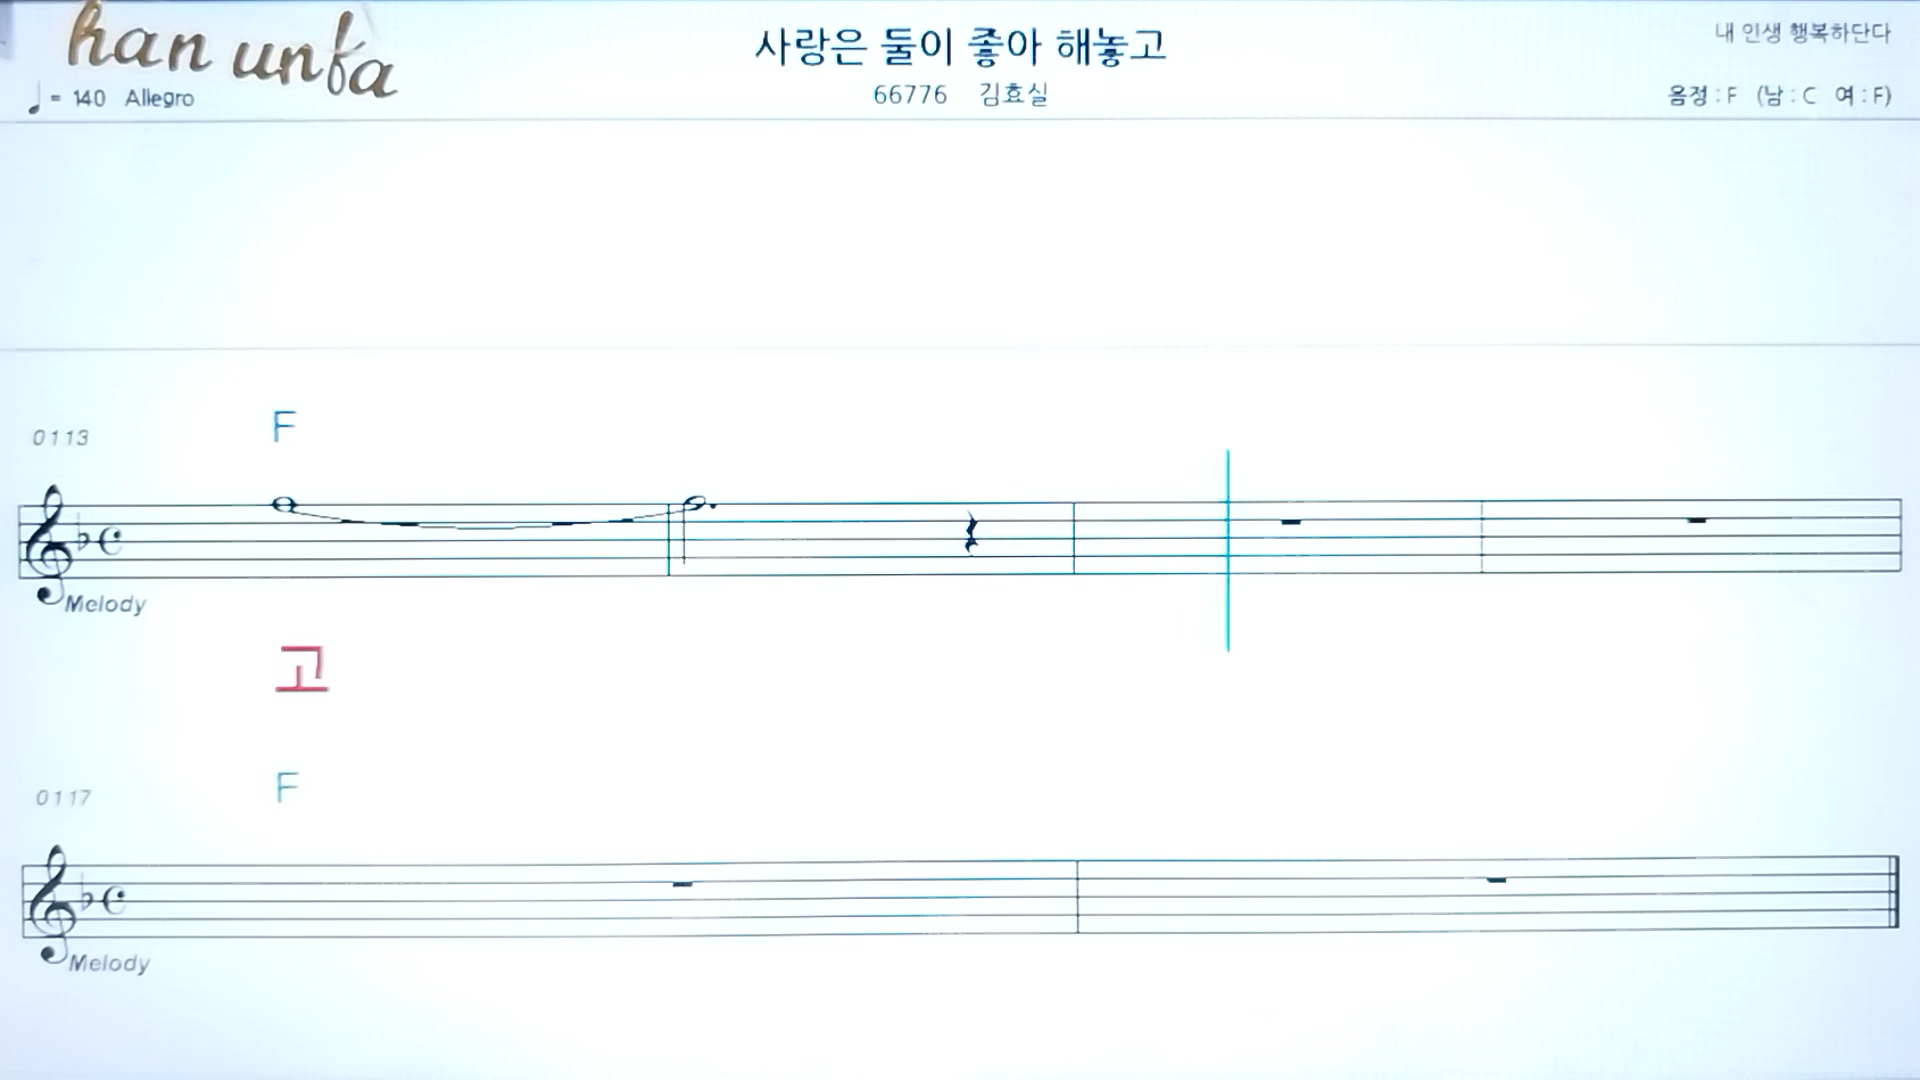 han unfa
사랑은 둘이 좋아 해놓고
내 인생 행복하단다
♩ = 140 Allegro
66776 김효실
음정 : F (남 : C 여 : F)
0113 F
Melody
고
0117 F
Melody